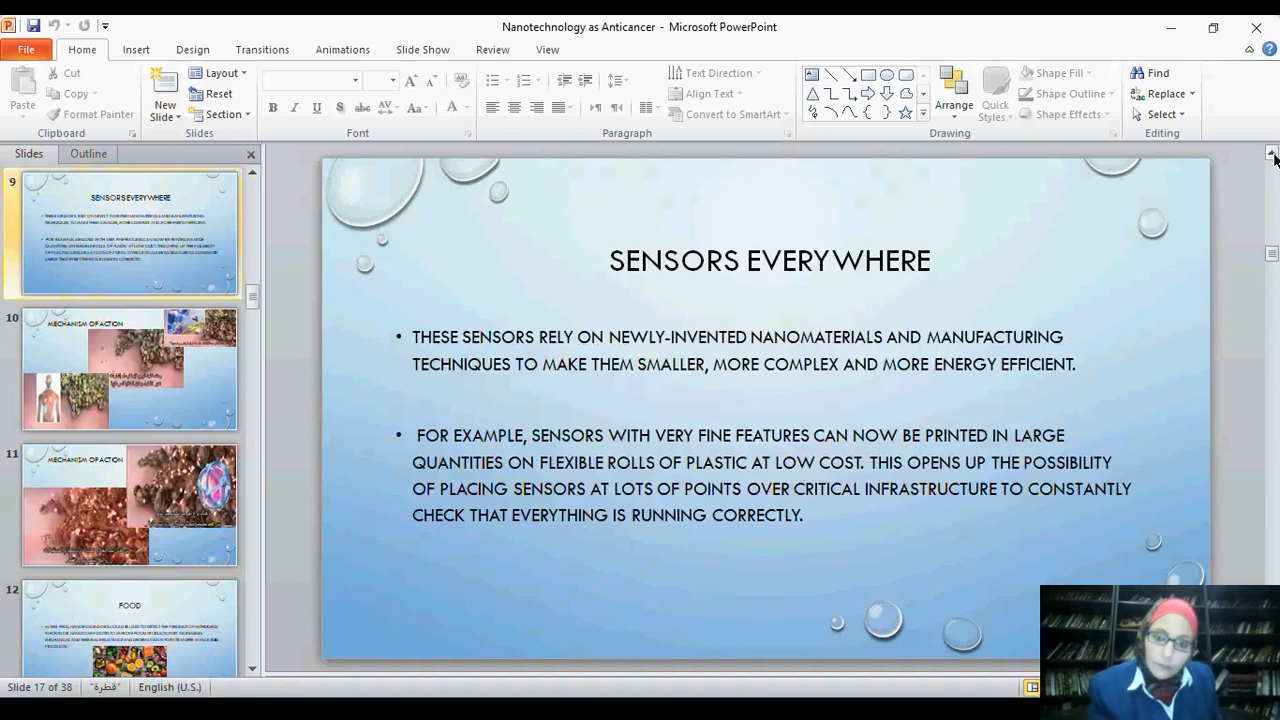 Nanotechnology as Anticancer - Microsoft PowerPoint
File Home Insert Design Transitions Animations Slide Show Review View
Paste
Cut
Copy
Format Painter
Clipboard
New Slide
Layout
Reset
Section
Slides
B I U S abc AV Aa A
Font
Text Direction
Align Text
Convert to SmartArt
Paragraph
Arrange
Quick Styles
Shape Fill
Shape Outline
Shape Effects
Drawing
Find
Replace
Select
Editing
Slides Outline
9
SENSORS EVERYWHERE
10
MECHANISM OF ACTION
11
MECHANISM OF ACTION
12
FOOD
SENSORS EVERYWHERE
• THESE SENSORS RELY ON NEWLY-INVENTED NANOMATERIALS AND MANUFACTURING
TECHNIQUES TO MAKE THEM SMALLER, MORE COMPLEX AND MORE ENERGY EFFICIENT.
• FOR EXAMPLE, SENSORS WITH VERY FINE FEATURES CAN NOW BE PRINTED IN LARGE
QUANTITIES ON FLEXIBLE ROLLS OF PLASTIC AT LOW COST. THIS OPENS UP THE POSSIBILITY
OF PLACING SENSORS AT LOTS OF POINTS OVER CRITICAL INFRASTRUCTURE TO CONSTANTLY
CHECK THAT EVERYTHING IS RUNNING CORRECTLY.
Slide 17 of 38 "قطرة" English (U.S.)